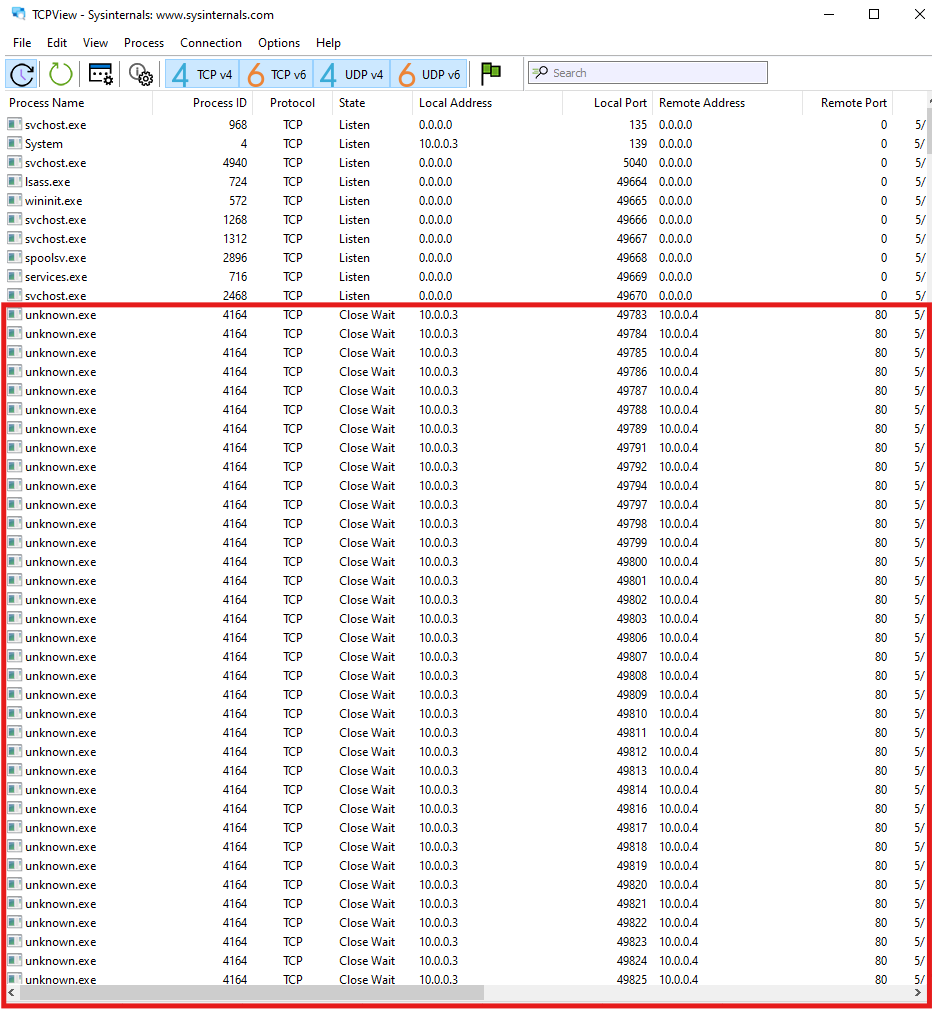 TCPView - Sysinternals: www.sysinternals.com
File Edit View Process Connection Options Help
4 TCP v4 6 TCP v6 4 UDP v4 6 UDP v6 Search
Process Name Process ID Protocol State Local Address Local Port Remote Address Remote Port
svchost.exe 968 TCP Listen 0.0.0.0 135 0.0.0.0 0 5/
System 4 TCP Listen 10.0.0.3 139 0.0.0.0 0 5/
svchost.exe 4940 TCP Listen 0.0.0.0 5040 0.0.0.0 0 5/
lsass.exe 724 TCP Listen 0.0.0.0 49664 0.0.0.0 0 5/
wininit.exe 572 TCP Listen 0.0.0.0 49665 0.0.0.0 0 5/
svchost.exe 1268 TCP Listen 0.0.0.0 49666 0.0.0.0 0 5/
svchost.exe 1312 TCP Listen 0.0.0.0 49667 0.0.0.0 0 5/
spoolsv.exe 2896 TCP Listen 0.0.0.0 49668 0.0.0.0 0 5/
services.exe 716 TCP Listen 0.0.0.0 49669 0.0.0.0 0 5/
svchost.exe 2468 TCP Listen 0.0.0.0 49670 0.0.0.0 0 5/
unknown.exe 4164 TCP Close Wait 10.0.0.3 49783 10.0.0.4 80 5/
unknown.exe 4164 TCP Close Wait 10.0.0.3 49784 10.0.0.4 80 5/
unknown.exe 4164 TCP Close Wait 10.0.0.3 49785 10.0.0.4 80 5/
unknown.exe 4164 TCP Close Wait 10.0.0.3 49786 10.0.0.4 80 5/
unknown.exe 4164 TCP Close Wait 10.0.0.3 49787 10.0.0.4 80 5/
unknown.exe 4164 TCP Close Wait 10.0.0.3 49788 10.0.0.4 80 5/
unknown.exe 4164 TCP Close Wait 10.0.0.3 49789 10.0.0.4 80 5/
unknown.exe 4164 TCP Close Wait 10.0.0.3 49791 10.0.0.4 80 5/
unknown.exe 4164 TCP Close Wait 10.0.0.3 49792 10.0.0.4 80 5/
unknown.exe 4164 TCP Close Wait 10.0.0.3 49794 10.0.0.4 80 5/
unknown.exe 4164 TCP Close Wait 10.0.0.3 49797 10.0.0.4 80 5/
unknown.exe 4164 TCP Close Wait 10.0.0.3 49798 10.0.0.4 80 5/
unknown.exe 4164 TCP Close Wait 10.0.0.3 49799 10.0.0.4 80 5/
unknown.exe 4164 TCP Close Wait 10.0.0.3 49800 10.0.0.4 80 5/
unknown.exe 4164 TCP Close Wait 10.0.0.3 49801 10.0.0.4 80 5/
unknown.exe 4164 TCP Close Wait 10.0.0.3 49802 10.0.0.4 80 5/
unknown.exe 4164 TCP Close Wait 10.0.0.3 49803 10.0.0.4 80 5/
unknown.exe 4164 TCP Close Wait 10.0.0.3 49806 10.0.0.4 80 5/
unknown.exe 4164 TCP Close Wait 10.0.0.3 49807 10.0.0.4 80 5/
unknown.exe 4164 TCP Close Wait 10.0.0.3 49808 10.0.0.4 80 5/
unknown.exe 4164 TCP Close Wait 10.0.0.3 49809 10.0.0.4 80 5/
unknown.exe 4164 TCP Close Wait 10.0.0.3 49810 10.0.0.4 80 5/
unknown.exe 4164 TCP Close Wait 10.0.0.3 49811 10.0.0.4 80 5/
unknown.exe 4164 TCP Close Wait 10.0.0.3 49812 10.0.0.4 80 5/
unknown.exe 4164 TCP Close Wait 10.0.0.3 49813 10.0.0.4 80 5/
unknown.exe 4164 TCP Close Wait 10.0.0.3 49814 10.0.0.4 80 5/
unknown.exe 4164 TCP Close Wait 10.0.0.3 49816 10.0.0.4 80 5/
unknown.exe 4164 TCP Close Wait 10.0.0.3 49817 10.0.0.4 80 5/
unknown.exe 4164 TCP Close Wait 10.0.0.3 49818 10.0.0.4 80 5/
unknown.exe 4164 TCP Close Wait 10.0.0.3 49819 10.0.0.4 80 5/
unknown.exe 4164 TCP Close Wait 10.0.0.3 49820 10.0.0.4 80 5/
unknown.exe 4164 TCP Close Wait 10.0.0.3 49821 10.0.0.4 80 5/
unknown.exe 4164 TCP Close Wait 10.0.0.3 49822 10.0.0.4 80 5/
unknown.exe 4164 TCP Close Wait 10.0.0.3 49823 10.0.0.4 80 5/
unknown.exe 4164 TCP Close Wait 10.0.0.3 49824 10.0.0.4 80 5/
unknown.exe 4164 TCP Close Wait 10.0.0.3 49825 10.0.0.4 80 5/